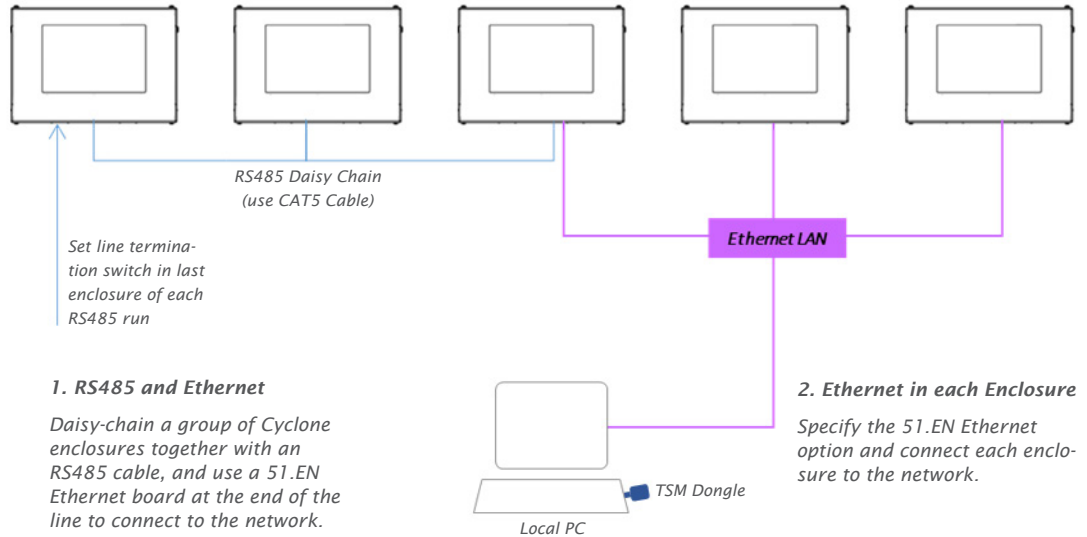 RS485 Daisy Chain
(use CAT5 Cable)
Ethernet LAN
Set line termina-
tion switch in last
enclosure of each
RS485 run
1. RS485 and Ethernet
Daisy-chain a group of Cyclone
enclosures together with an
RS485 cable, and use a 51.EN
Ethernet board at the end of the
line to connect to the network.
2. Ethernet in each Enclosure
Specify the 51.EN Ethernet
option and connect each enclo-
sure to the network.
TSM Dongle
Local PC